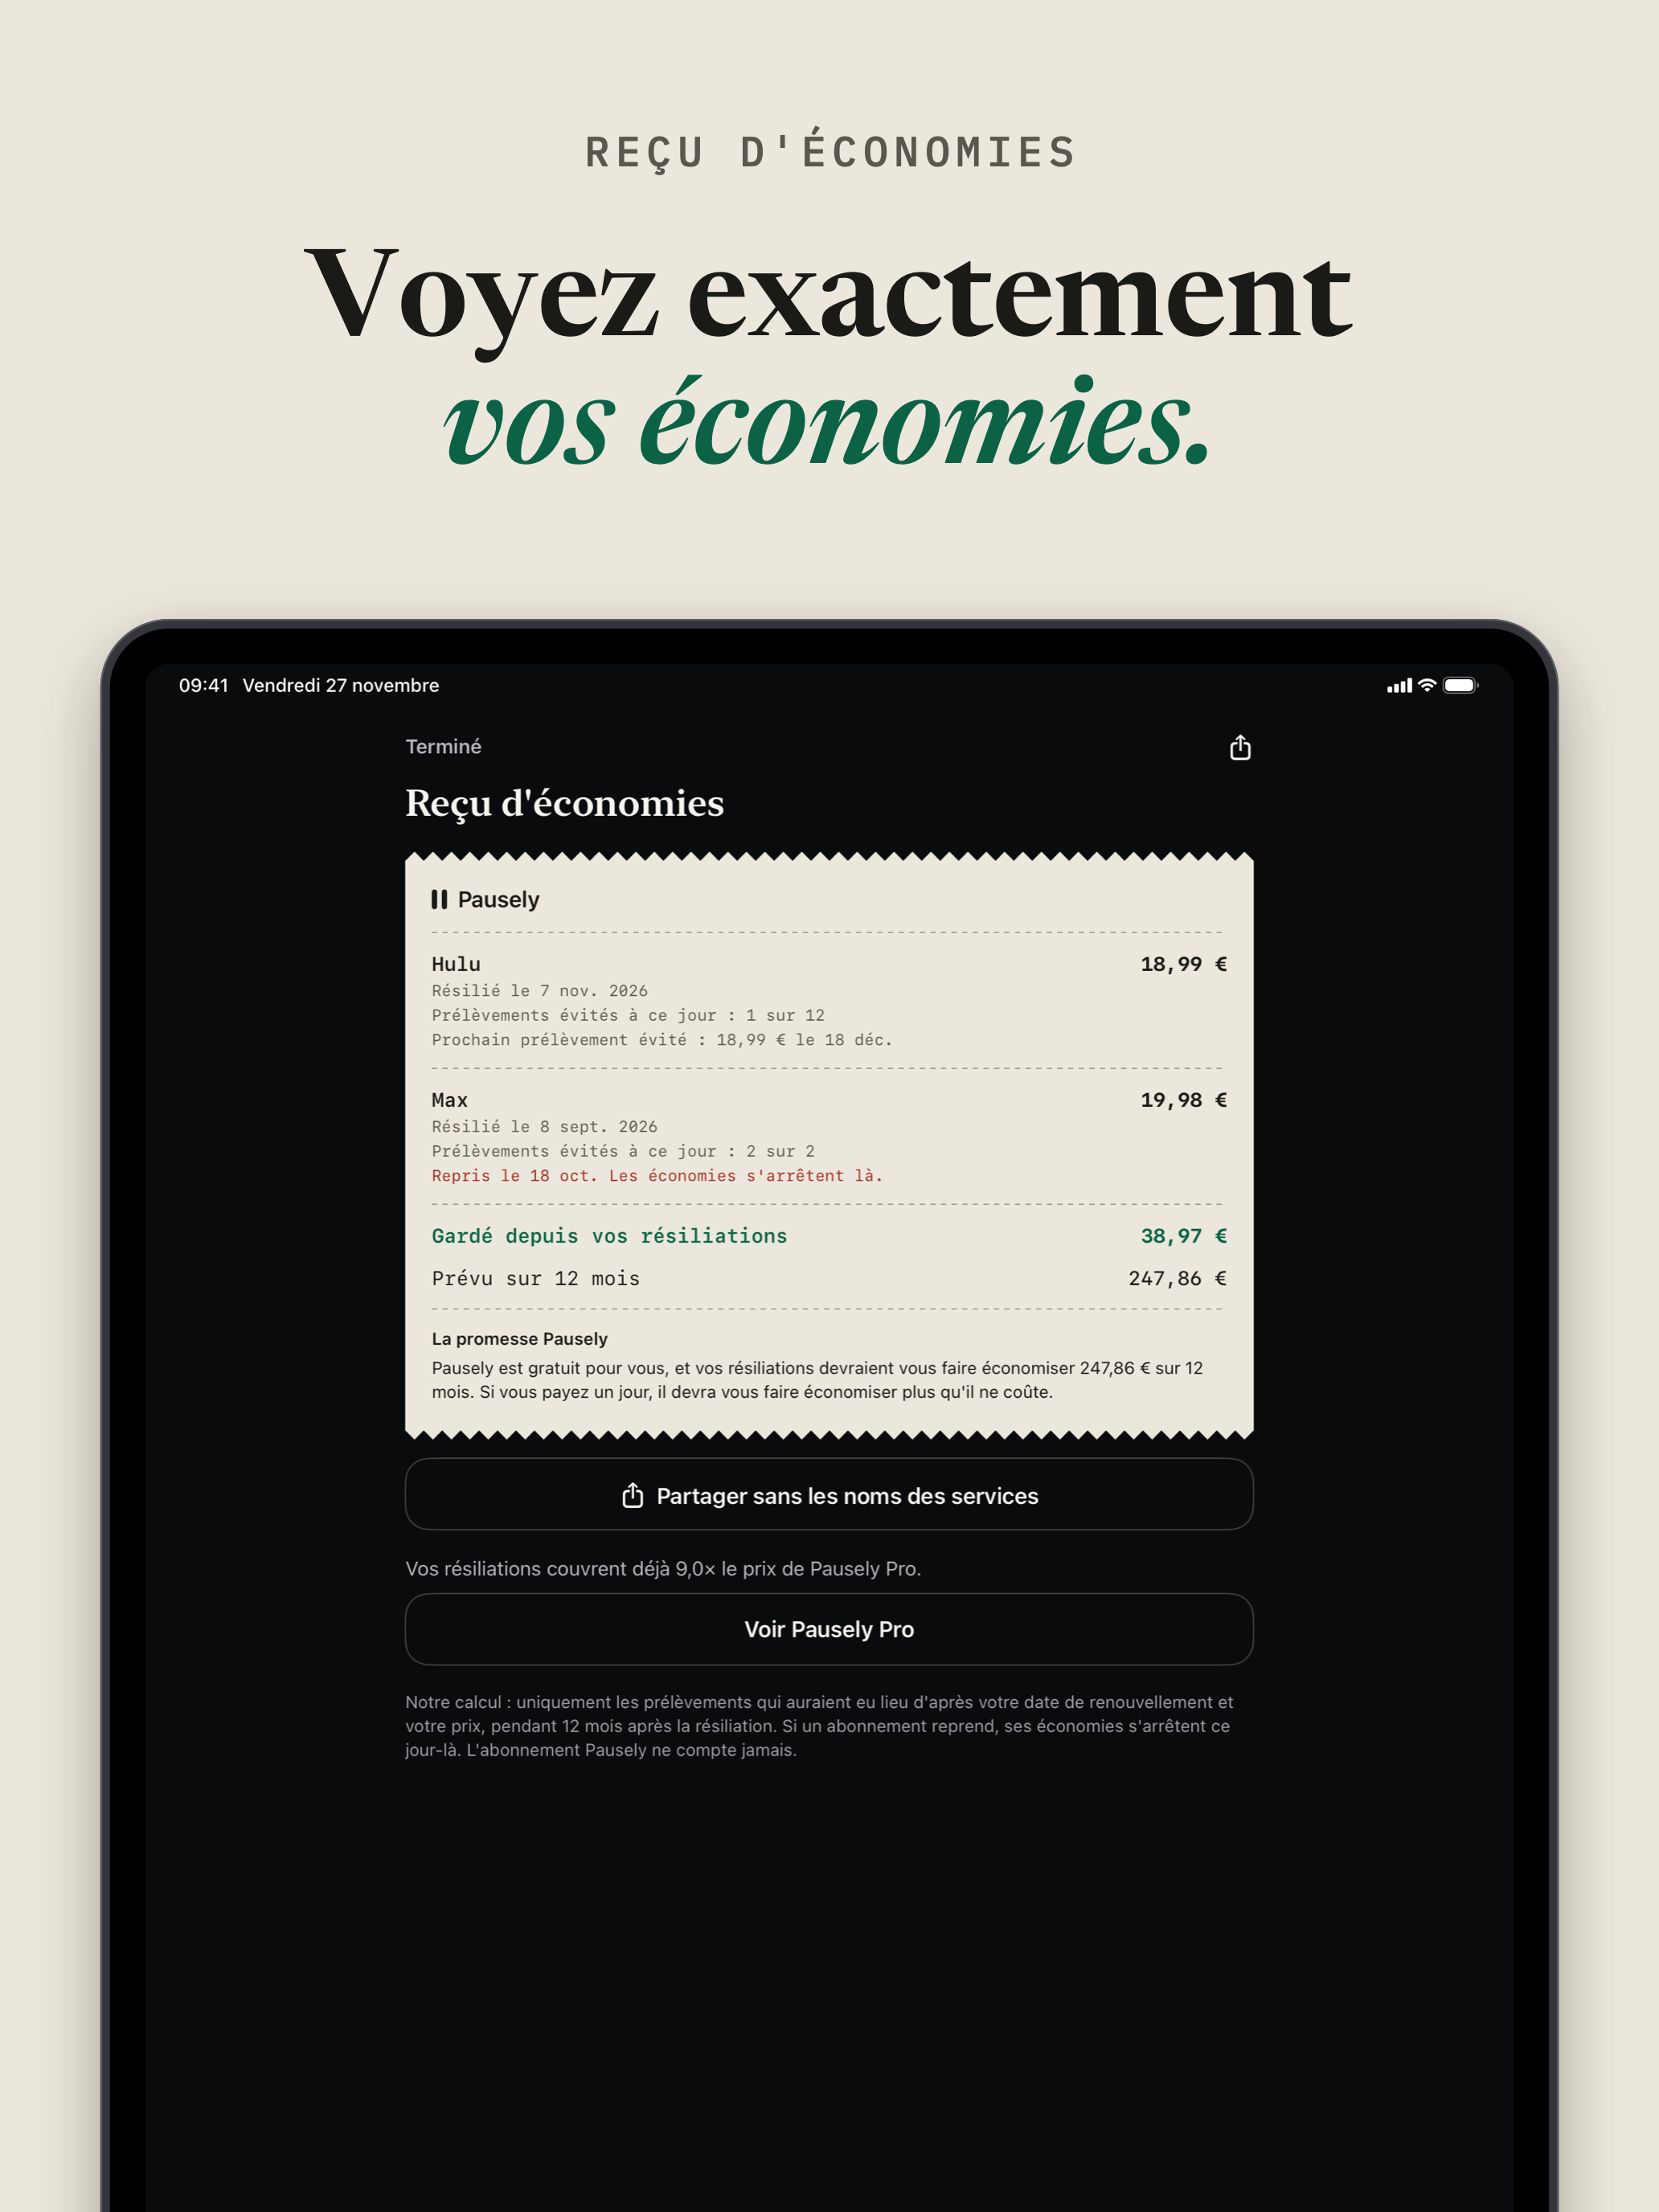 REÇU D'ÉCONOMIES
Voyez exactement
vos économies.
09:41 Vendredi 27 novembre
Terminé
Reçu d'économies
Pausely
Hulu 18,99 €
Résilié le 7 nov. 2026
Prélèvements évités à ce jour : 1 sur 12
Prochain prélèvement évité : 18,99 € le 18 déc.
Max 19,98 €
Résilié le 8 sept. 2026
Prélèvements évités à ce jour : 2 sur 2
Repris le 18 oct. Les économies s'arrêtent là.
Gardé depuis vos résiliations 38,97 €
Prévu sur 12 mois 247,86 €
La promesse Pausely
Pausely est gratuit pour vous, et vos résiliations devraient vous faire économiser 247,86 € sur 12
mois. Si vous payez un jour, il devra vous faire économiser plus qu'il ne coûte.
Partager sans les noms des services
Vos résiliations couvrent déjà 9,0× le prix de Pausely Pro.
Voir Pausely Pro
Notre calcul : uniquement les prélèvements qui auraient eu lieu d'après votre date de renouvellement et
votre prix, pendant 12 mois après la résiliation. Si un abonnement reprend, ses économies s'arrêtent ce
jour-là. L'abonnement Pausely ne compte jamais.